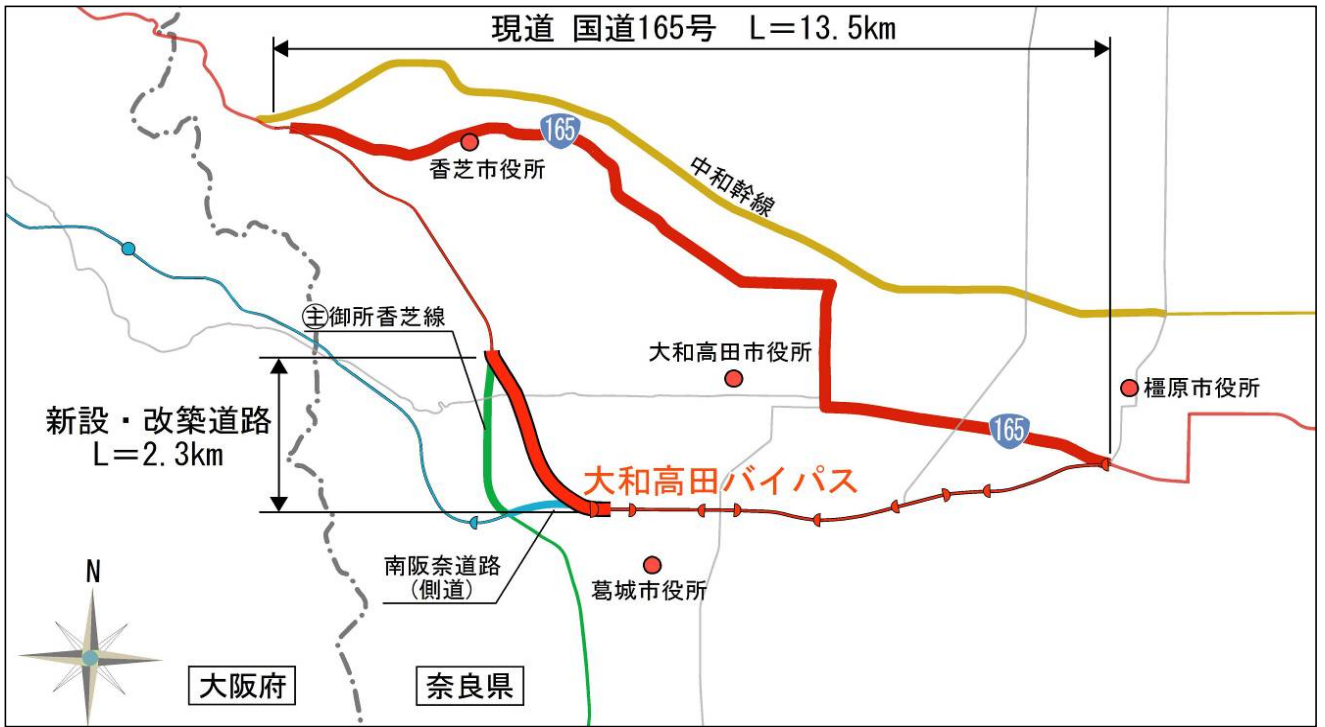 現道 国道165号 L=13.5km
165
香芝市役所
中和幹線
㊟御所香芝線
大和高田市役所
橿原市役所
新設・改築道路
L=2.3km
165
大和高田バイパス
南阪奈道路
(側道)
葛城市役所
N
大阪府
奈良県